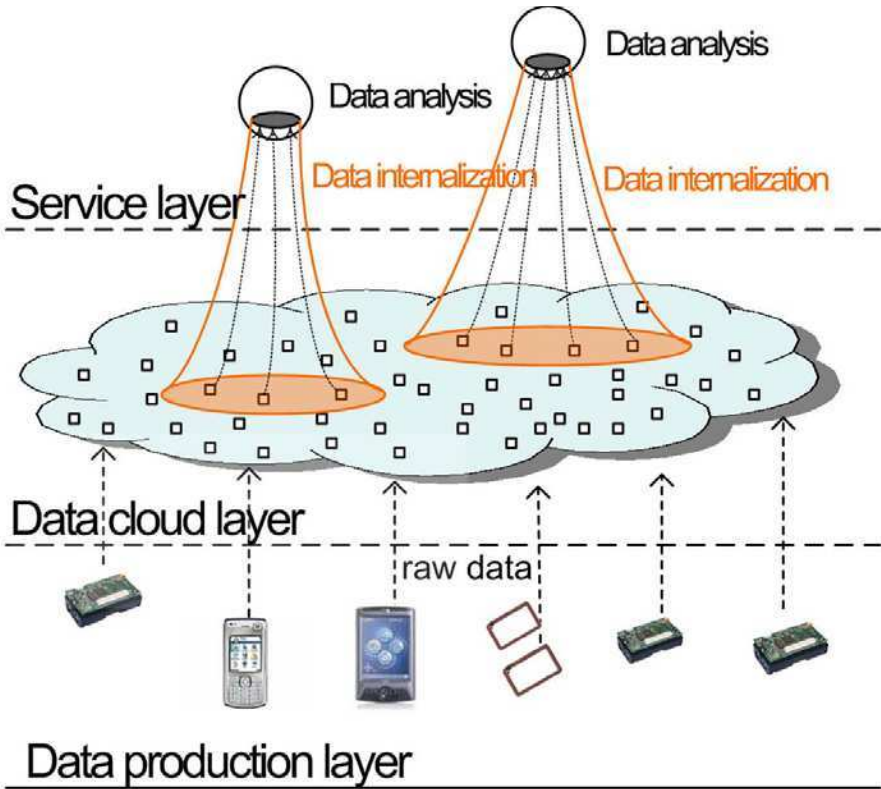 Data analysis
Data analysis
Data internalization
Data internalization
Service layer
Data cloud layer
raw data
Data production layer